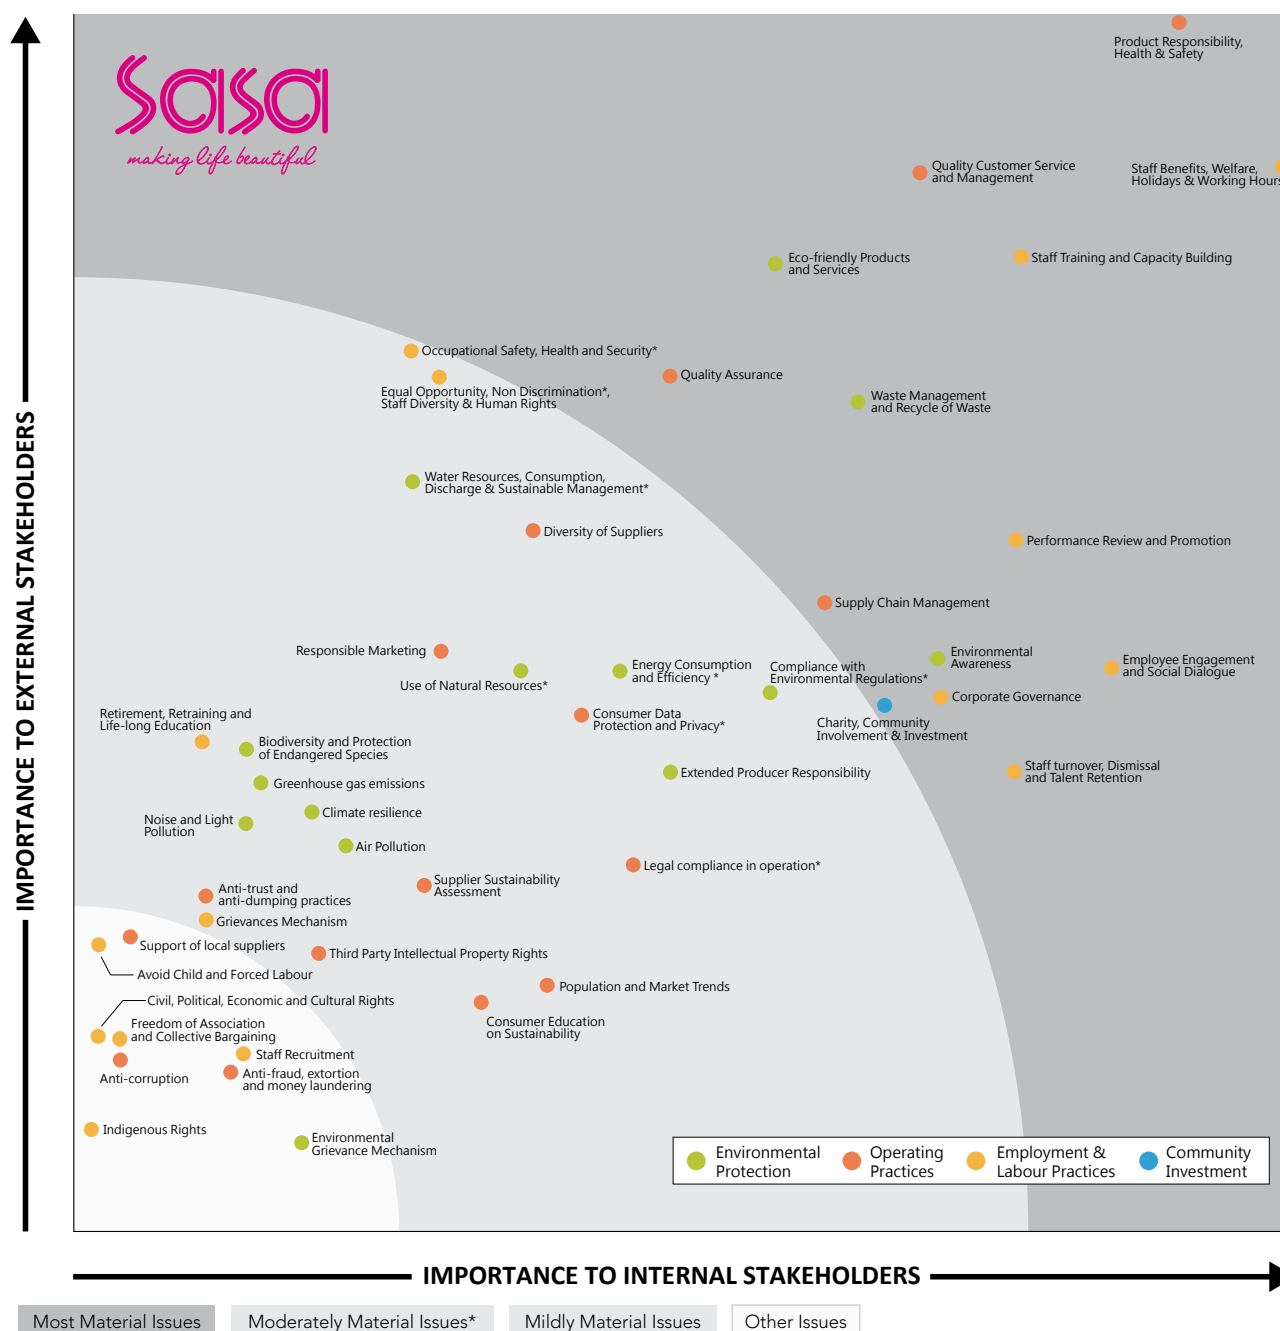 Sasa
making life beautiful
Product Responsibility,
Health & Safety
Quality Customer Service
and Management
Staff Benefits, Welfare,
Holidays & Working Hours
Eco-friendly Products
and Services
Staff Training and Capacity Building
Occupational Safety, Health and Security*
Equal Opportunity, Non Discrimination*,
Staff Diversity & Human Rights
Quality Assurance
Waste Management
and Recycle of Waste
Water Resources, Consumption,
Discharge & Sustainable Management*
Diversity of Suppliers
Performance Review and Promotion
Supply Chain Management
Responsible Marketing
Use of Natural Resources*
Energy Consumption
and Efficiency *
Compliance with
Environmental Regulations*
Environmental
Awareness
Employee Engagement
and Social Dialogue
Corporate Governance
Charity, Community
Involvement & Investment
Consumer Data
Protection and Privacy*
Retirement, Retraining and
Life-long Education
Biodiversity and Protection
of Endangered Species
Greenhouse gas emissions
Extended Producer Responsibility
Staff turnover, Dismissal
and Talent Retention
Noise and Light
Pollution
Climate resilience
Air Pollution
Legal compliance in operation*
Supplier Sustainability
Assessment
Anti-trust and
anti-dumping practices
Grievances Mechanism
Support of local suppliers
Third Party Intellectual Property Rights
Avoid Child and Forced Labour
Population and Market Trends
Civil, Political, Economic and Cultural Rights
Consumer Education
on Sustainability
Freedom of Association
and Collective Bargaining
Staff Recruitment
Anti-corruption
Anti-fraud, extortion
and money laundering
Indigenous Rights
Environmental
Grievance Mechanism
Environmental
Protection
Operating
Practices
Employment &
Labour Practices
Community
Investment
IMPORTANCE TO EXTERNAL STAKEHOLDERS
IMPORTANCE TO INTERNAL STAKEHOLDERS
Most Material Issues
Moderately Material Issues*
Mildly Material Issues
Other Issues